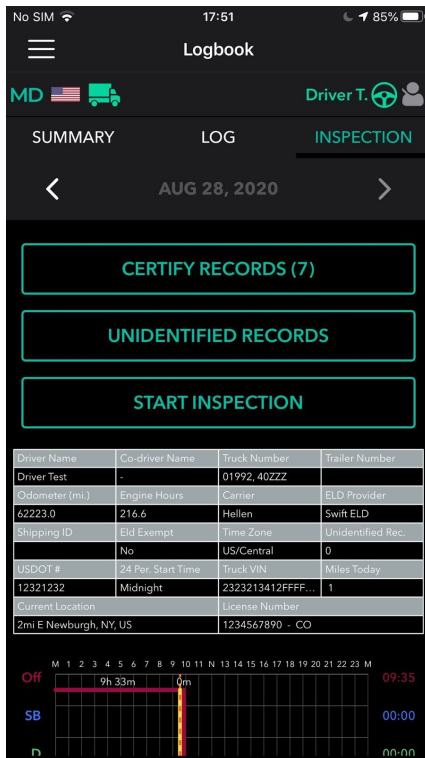 No SIM 17:51 85%
Logbook
MD Driver T.
SUMMARY LOG INSPECTION
AUG 28, 2020
CERTIFY RECORDS (7)
UNIDENTIFIED RECORDS
START INSPECTION
Driver Name Co-driver Name Truck Number Trailer Number
Driver Test - 01992, 40ZZZ
Odometer (mi.) Engine Hours Carrier ELD Provider
62223.0 216.6 Hellen Swift ELD
Shipping ID Eld Exempt Time Zone Unidentified Rec.
No US/Central 0
USDOT # 24 Per. Start Time Truck VIN Miles Today
12321232 Midnight 2323213412FFFF... 1
Current Location License Number
2mi E Newburgh, NY, US 1234567890 - CO
M 1 2 3 4 5 6 7 8 9 10 11 N 13 14 15 16 17 18 19 20 21 22 23 M
Off 9h 33m 0m 09:35
SB 00:00
D 00:00